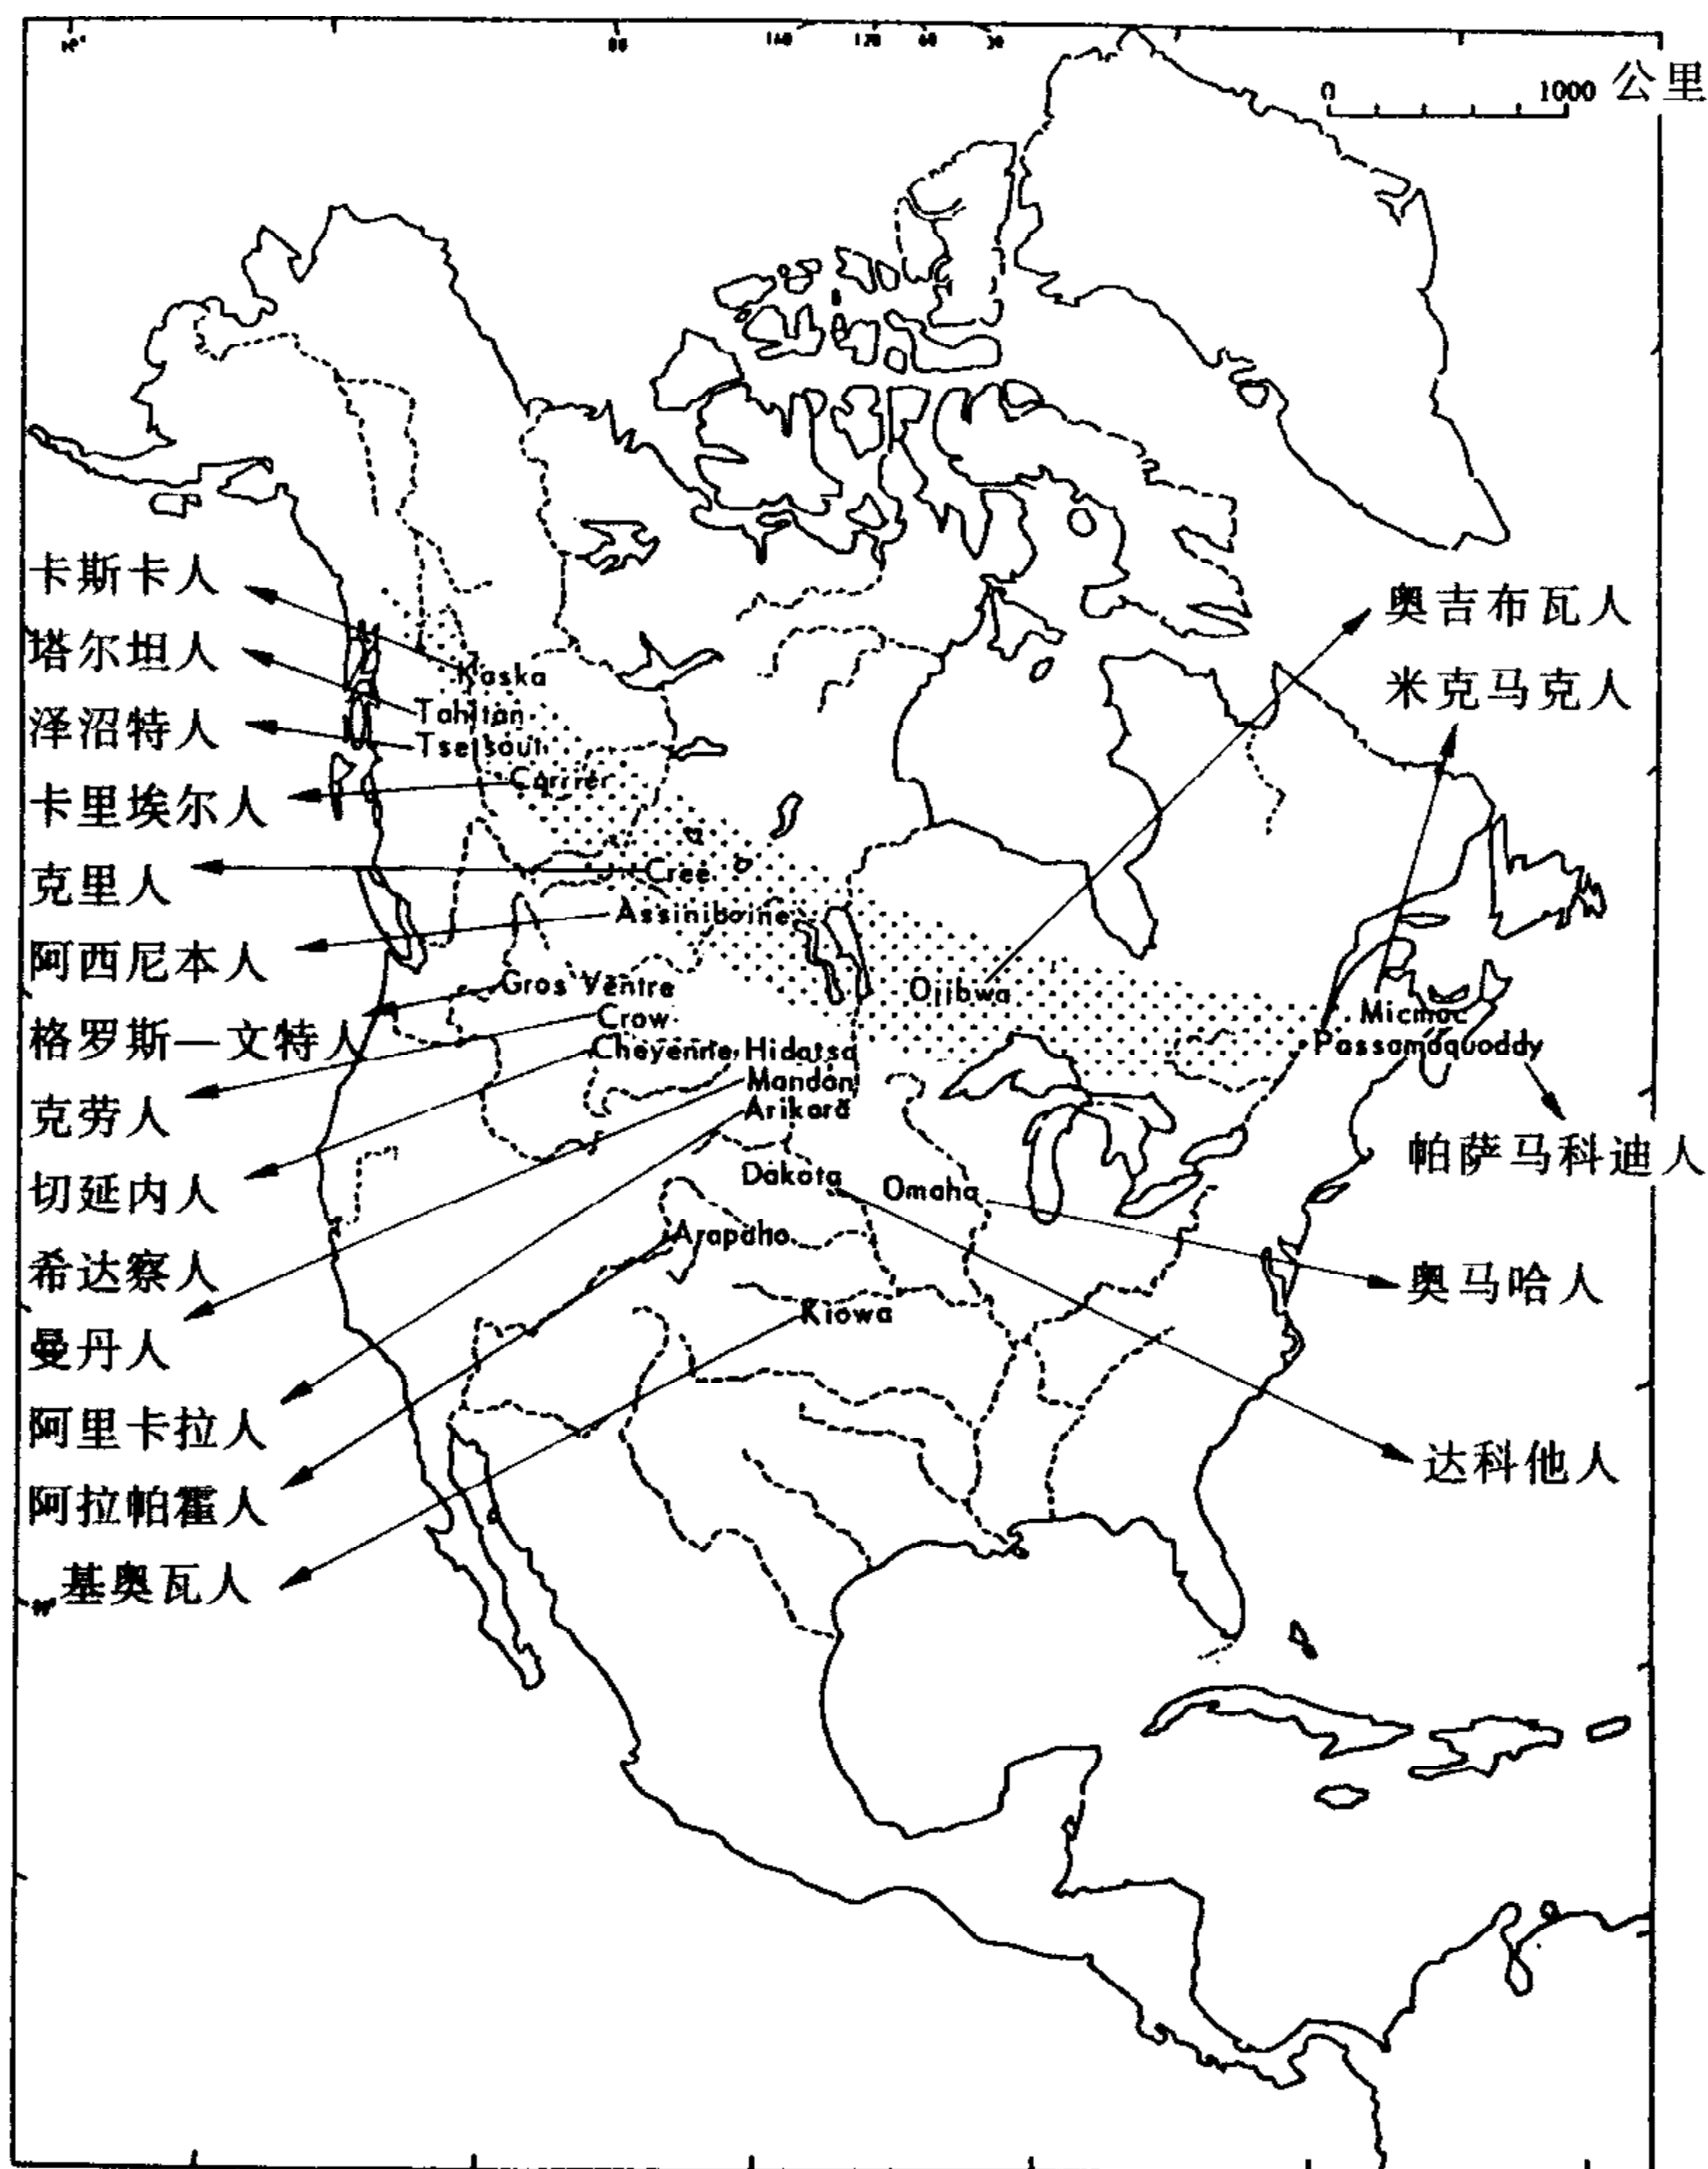 0 1000 公里
卡斯卡人
塔尔坦人
泽沼特人
卡里埃尔人
克里人
阿西尼本人
格罗斯—文特人
克劳人
切延内人
希达察人
曼丹人
阿里卡拉人
阿拉帕霍人
基奥瓦人
Kaska
Tahltan
Tsetsaut
Carrier
Cree
Assiniboine
Gros Ventre
Crow
Cheyenne Hidatsa
Mandan
Arikara
Dakota
Omaha
Arapaho
Kiowa
Ojibwa
Micmac
Passamaquoddy
奥吉布瓦人
米克马克人
帕萨马科迪人
奥马哈人
达科他人